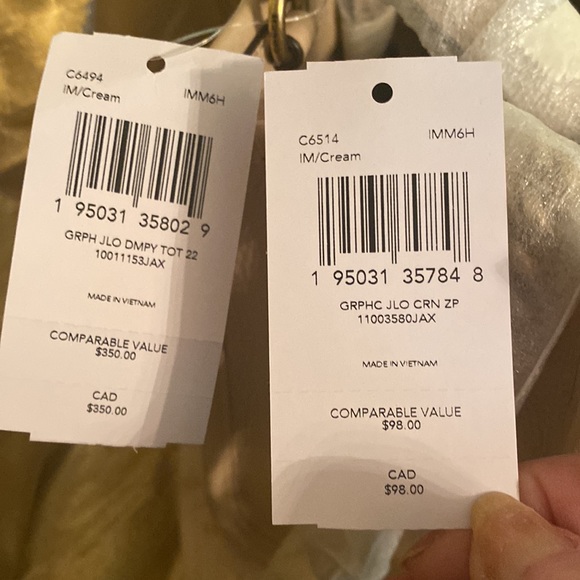 C6494
IM/Cream
IMM6H
1 95031 35802 9
GRPH JLO DMPY TOT 22
10011153JAX
MADE IN VIETNAM
COMPARABLE VALUE
$350.00
CAD
$350.00
C6514
IM/Cream
IMM6H
1 95031 35784 8
GRPHC JLO CRN ZP
11003580JAX
MADE IN VIETNAM
COMPARABLE VALUE
$98.00
CAD
$98.00